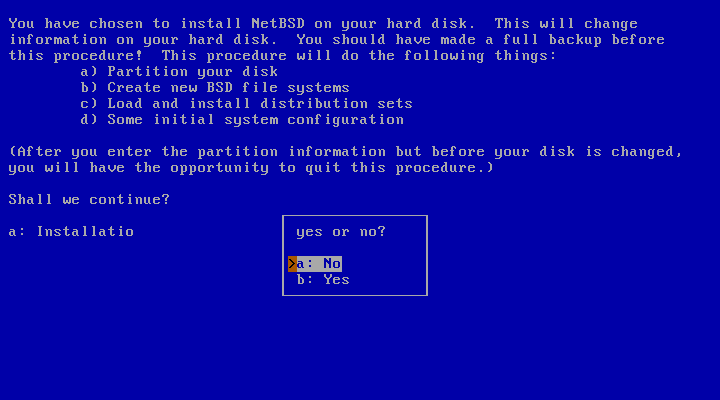 You have chosen to install NetBSD on your hard disk.  This will change
information on your hard disk.  You should have made a full backup before
this procedure!  This procedure will do the following things:
        a) Partition your disk
        b) Create new BSD file systems
        c) Load and install distribution sets
        d) Some initial system configuration
(After you enter the partition information but before your disk is changed,
you will have the opportunity to quit this procedure.)
Shall we continue?
a: Installatio
yes or no?
>a: No
b: Yes